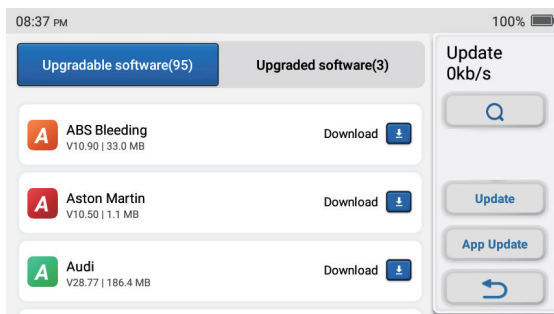 08:37 PM
100%
Upgradable software(95)
Upgraded software(3)
Update
0kb/s
A
ABS Bleeding
V10.90 | 33.0 MB
Download
A
Aston Martin
V10.50 | 1.1 MB
Download
Update
App Update
A
Audi
V28.77 | 186.4 MB
Download